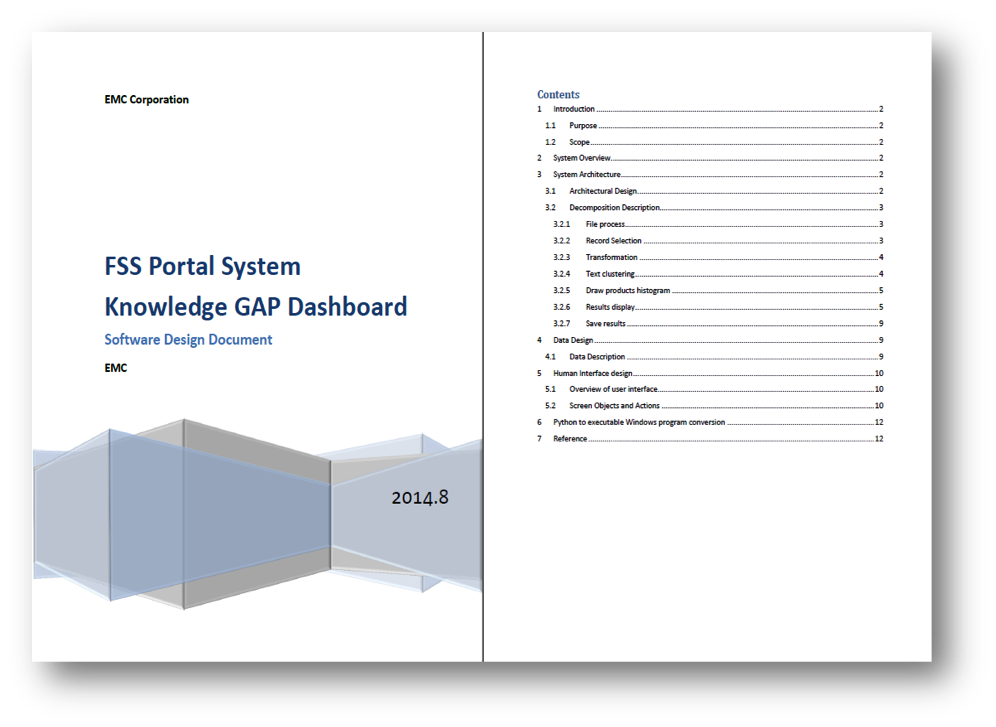 EMC Corporation
FSS Portal System
Knowledge GAP Dashboard
Software Design Document
EMC
2014.8
Contents
1 Introduction 2
1.1 Purpose 2
1.2 Scope 2
2 System Overview 2
3 System Architecture 2
3.1 Architectural Design 2
3.2 Decomposition Description 3
3.2.1 File process 3
3.2.2 Record Selection 3
3.2.3 Transformation 4
3.2.4 Text clustering 4
3.2.5 Draw products histogram 5
3.2.6 Results display 5
3.2.7 Save results 9
4 Data Design 9
4.1 Data Description 9
5 Human Interface design 10
5.1 Overview of user interface 10
5.2 Screen Objects and Actions 10
6 Python to executable Windows program conversion 12
7 Reference 12